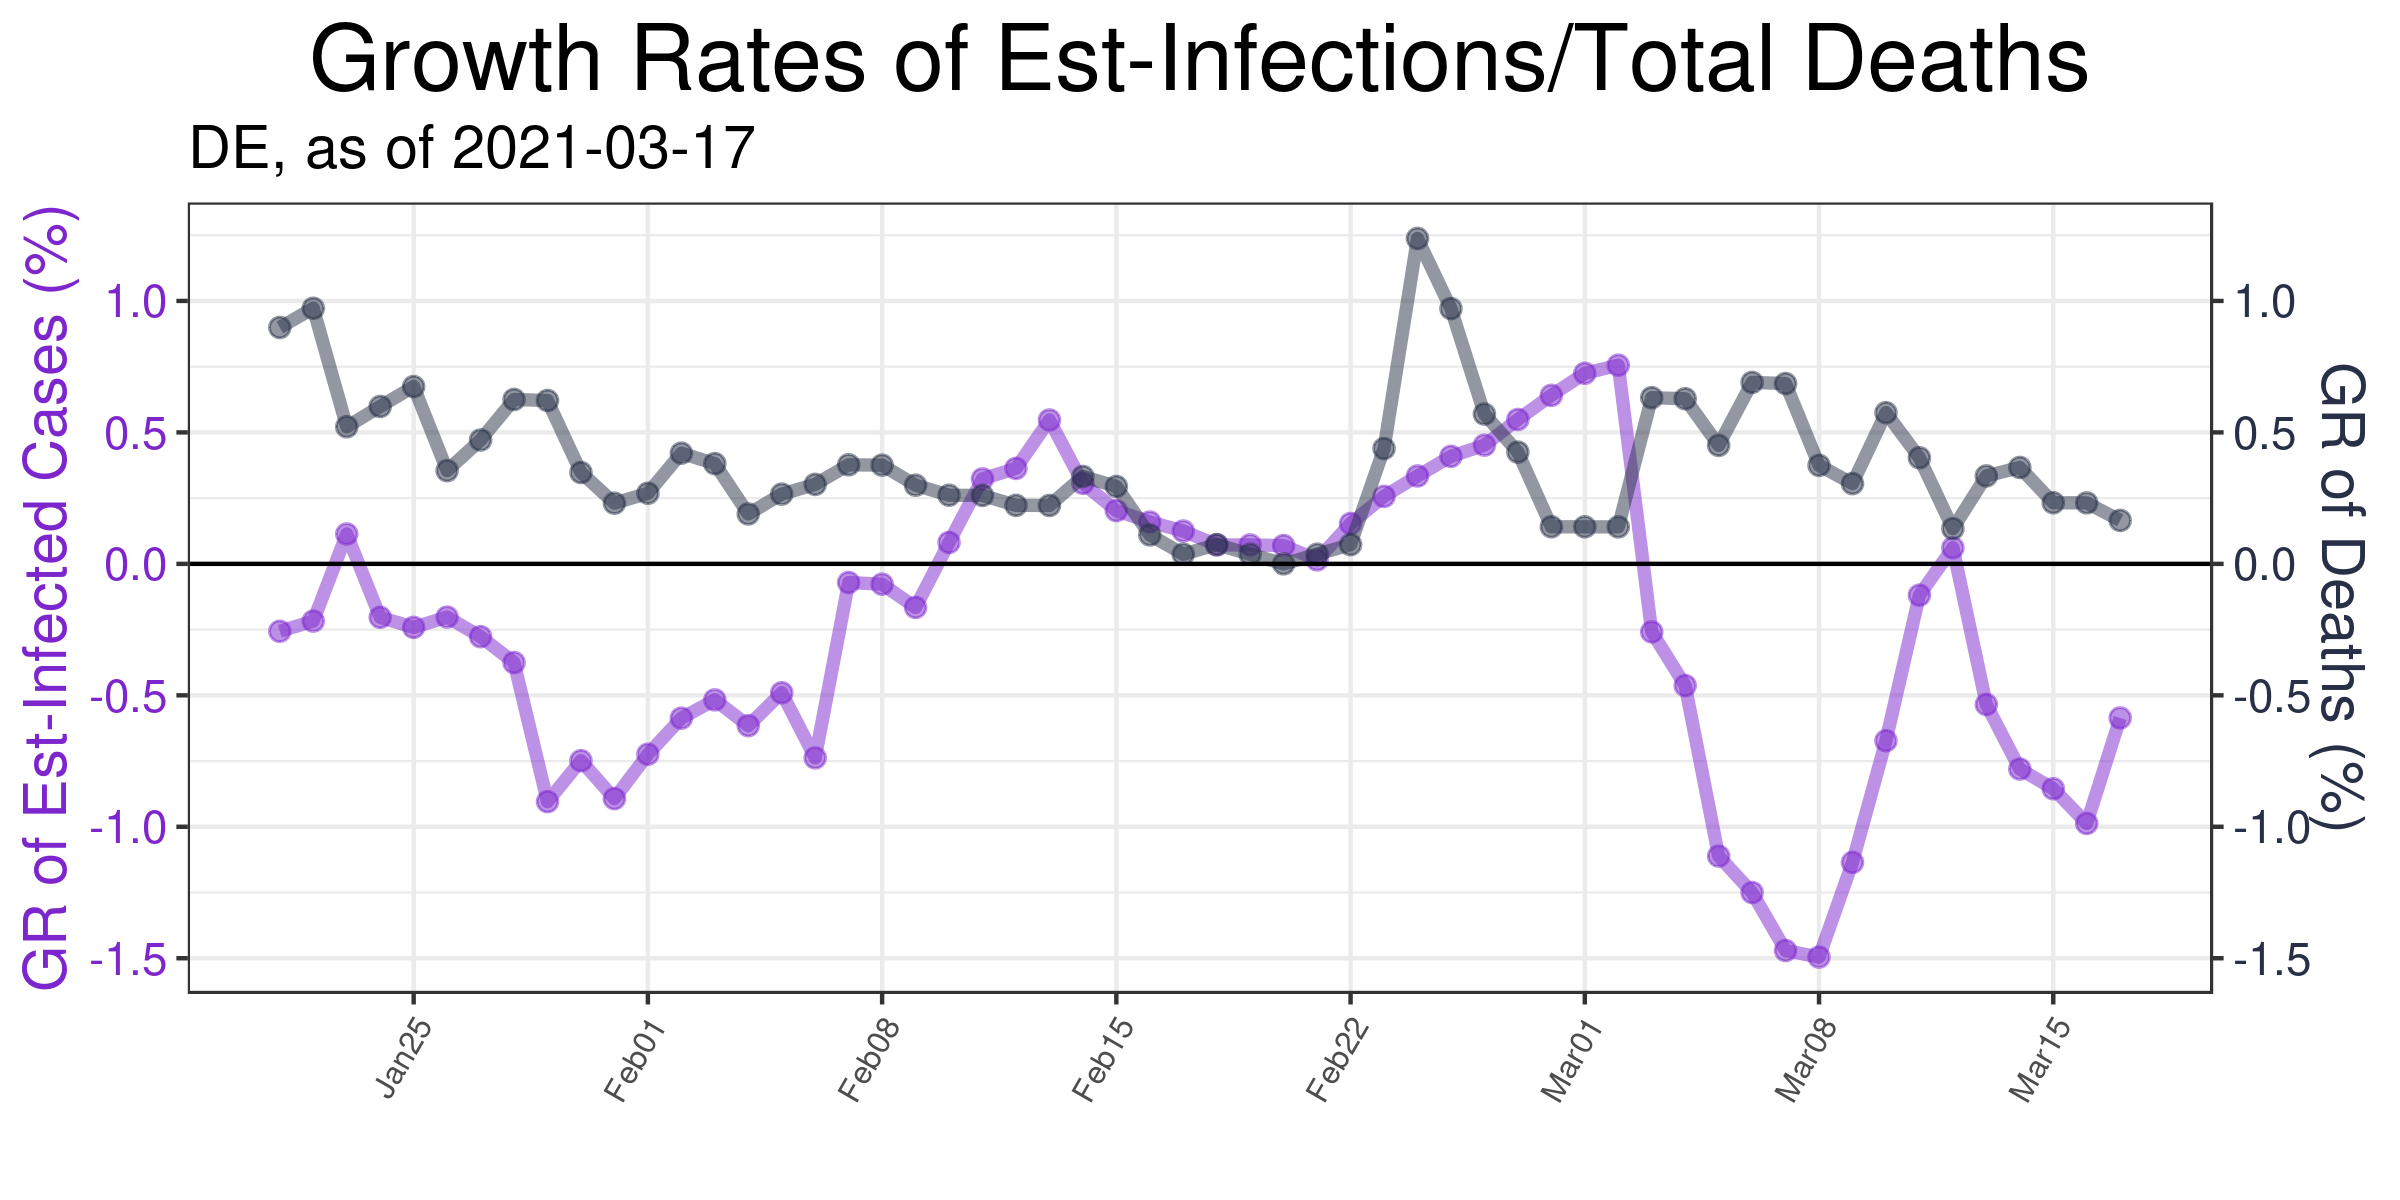 Growth Rates of Est-Infections/Total Deaths
DE, as of 2021-03-17
GR of Est-Infected Cases (%)
1.0
0.5
0.0
-0.5
-1.0
-1.5
1.0
0.5
0.0
-0.5
-1.0
-1.5
GR of Deaths (%)
Jan25
Feb01
Feb08
Feb15
Feb22
Mar01
Mar08
Mar15